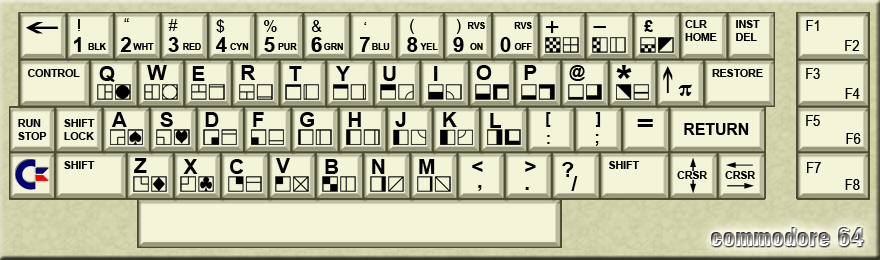 ← ! 1 BLK " 2 WHT # 3 RED $ 4 CYN % 5 PUR & 6 GRN ' 7 BLU ( 8 YEL ) 9 RVS ON 0 RVS OFF + − £ CLR HOME INST DEL F1 F2
CONTROL Q W E R T Y U I O P @ * ↑ π RESTORE F3 F4
RUN STOP SHIFT LOCK A S D F G H J K L [ : ] ; = RETURN F5 F6
C SHIFT Z X C V B N M < , > . ? / SHIFT CRSR CRSR F7 F8
commodore 64